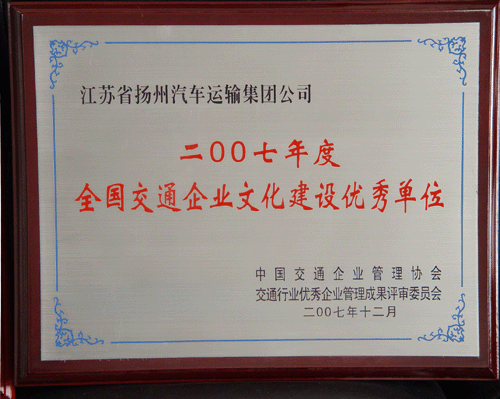 江苏省扬州汽车运输集团公司
二00七年度
全国交通企业文化建设优秀单位
中国交通企业管理协会
交通行业优秀企业管理成果评审委员会
二00七年十二月